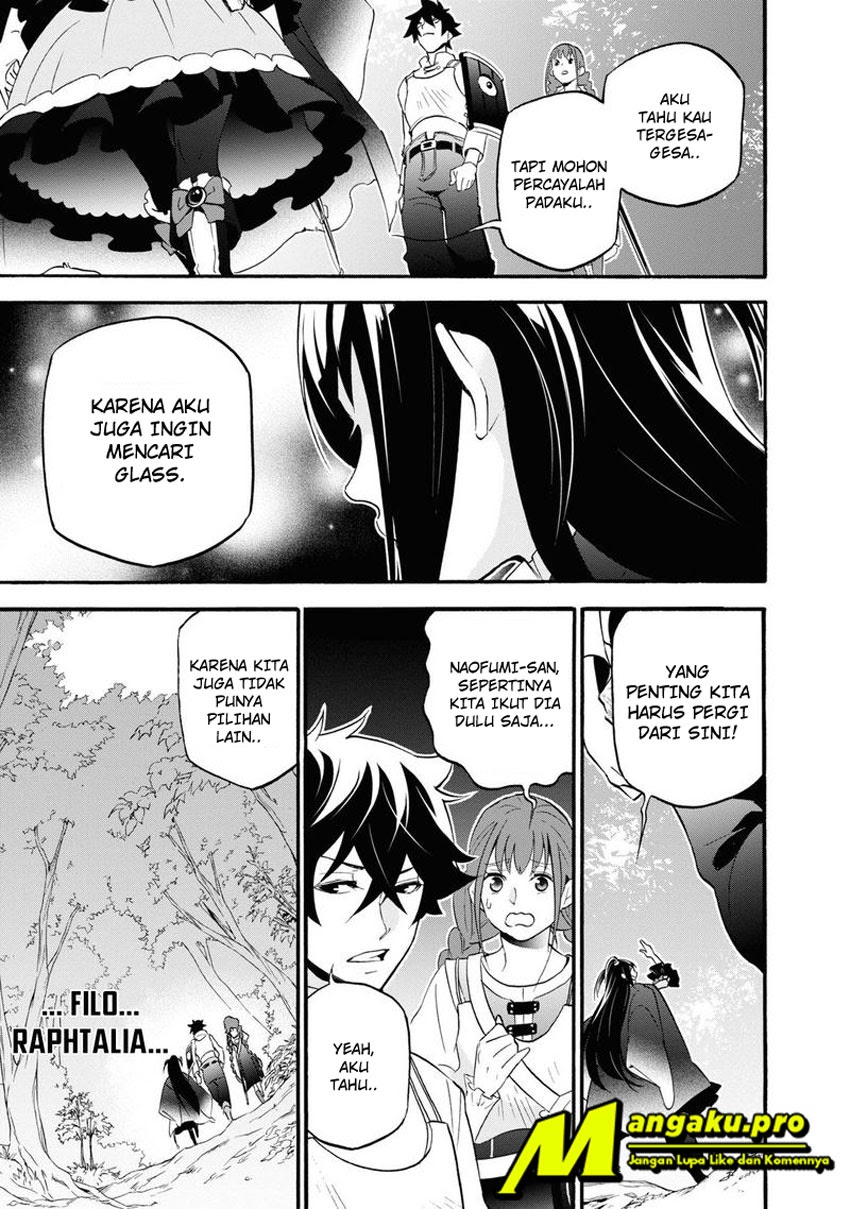 AKU
TAHU KAU
TERGESA-
GESA..
TAPI MOHON
PERCAYALAH
PADAKU..
KARENA AKU
JUGA INGIN
MENCARI
GLASS.
YANG
PENTING KITA
HARUS PERGI
DARI SINI!
NAOFUMI-SAN,
SEPERTINYA
KITA IKUT DIA
DULU SAJA...
YEAH,
AKU
TAHU..
KARENA KITA
JUGA TIDAK
PUNYA
PILIHAN
LAIN..
... FILO...
RAPHTALIA...
Mangaku.pro
Jangan Lupa Like dan Komennya